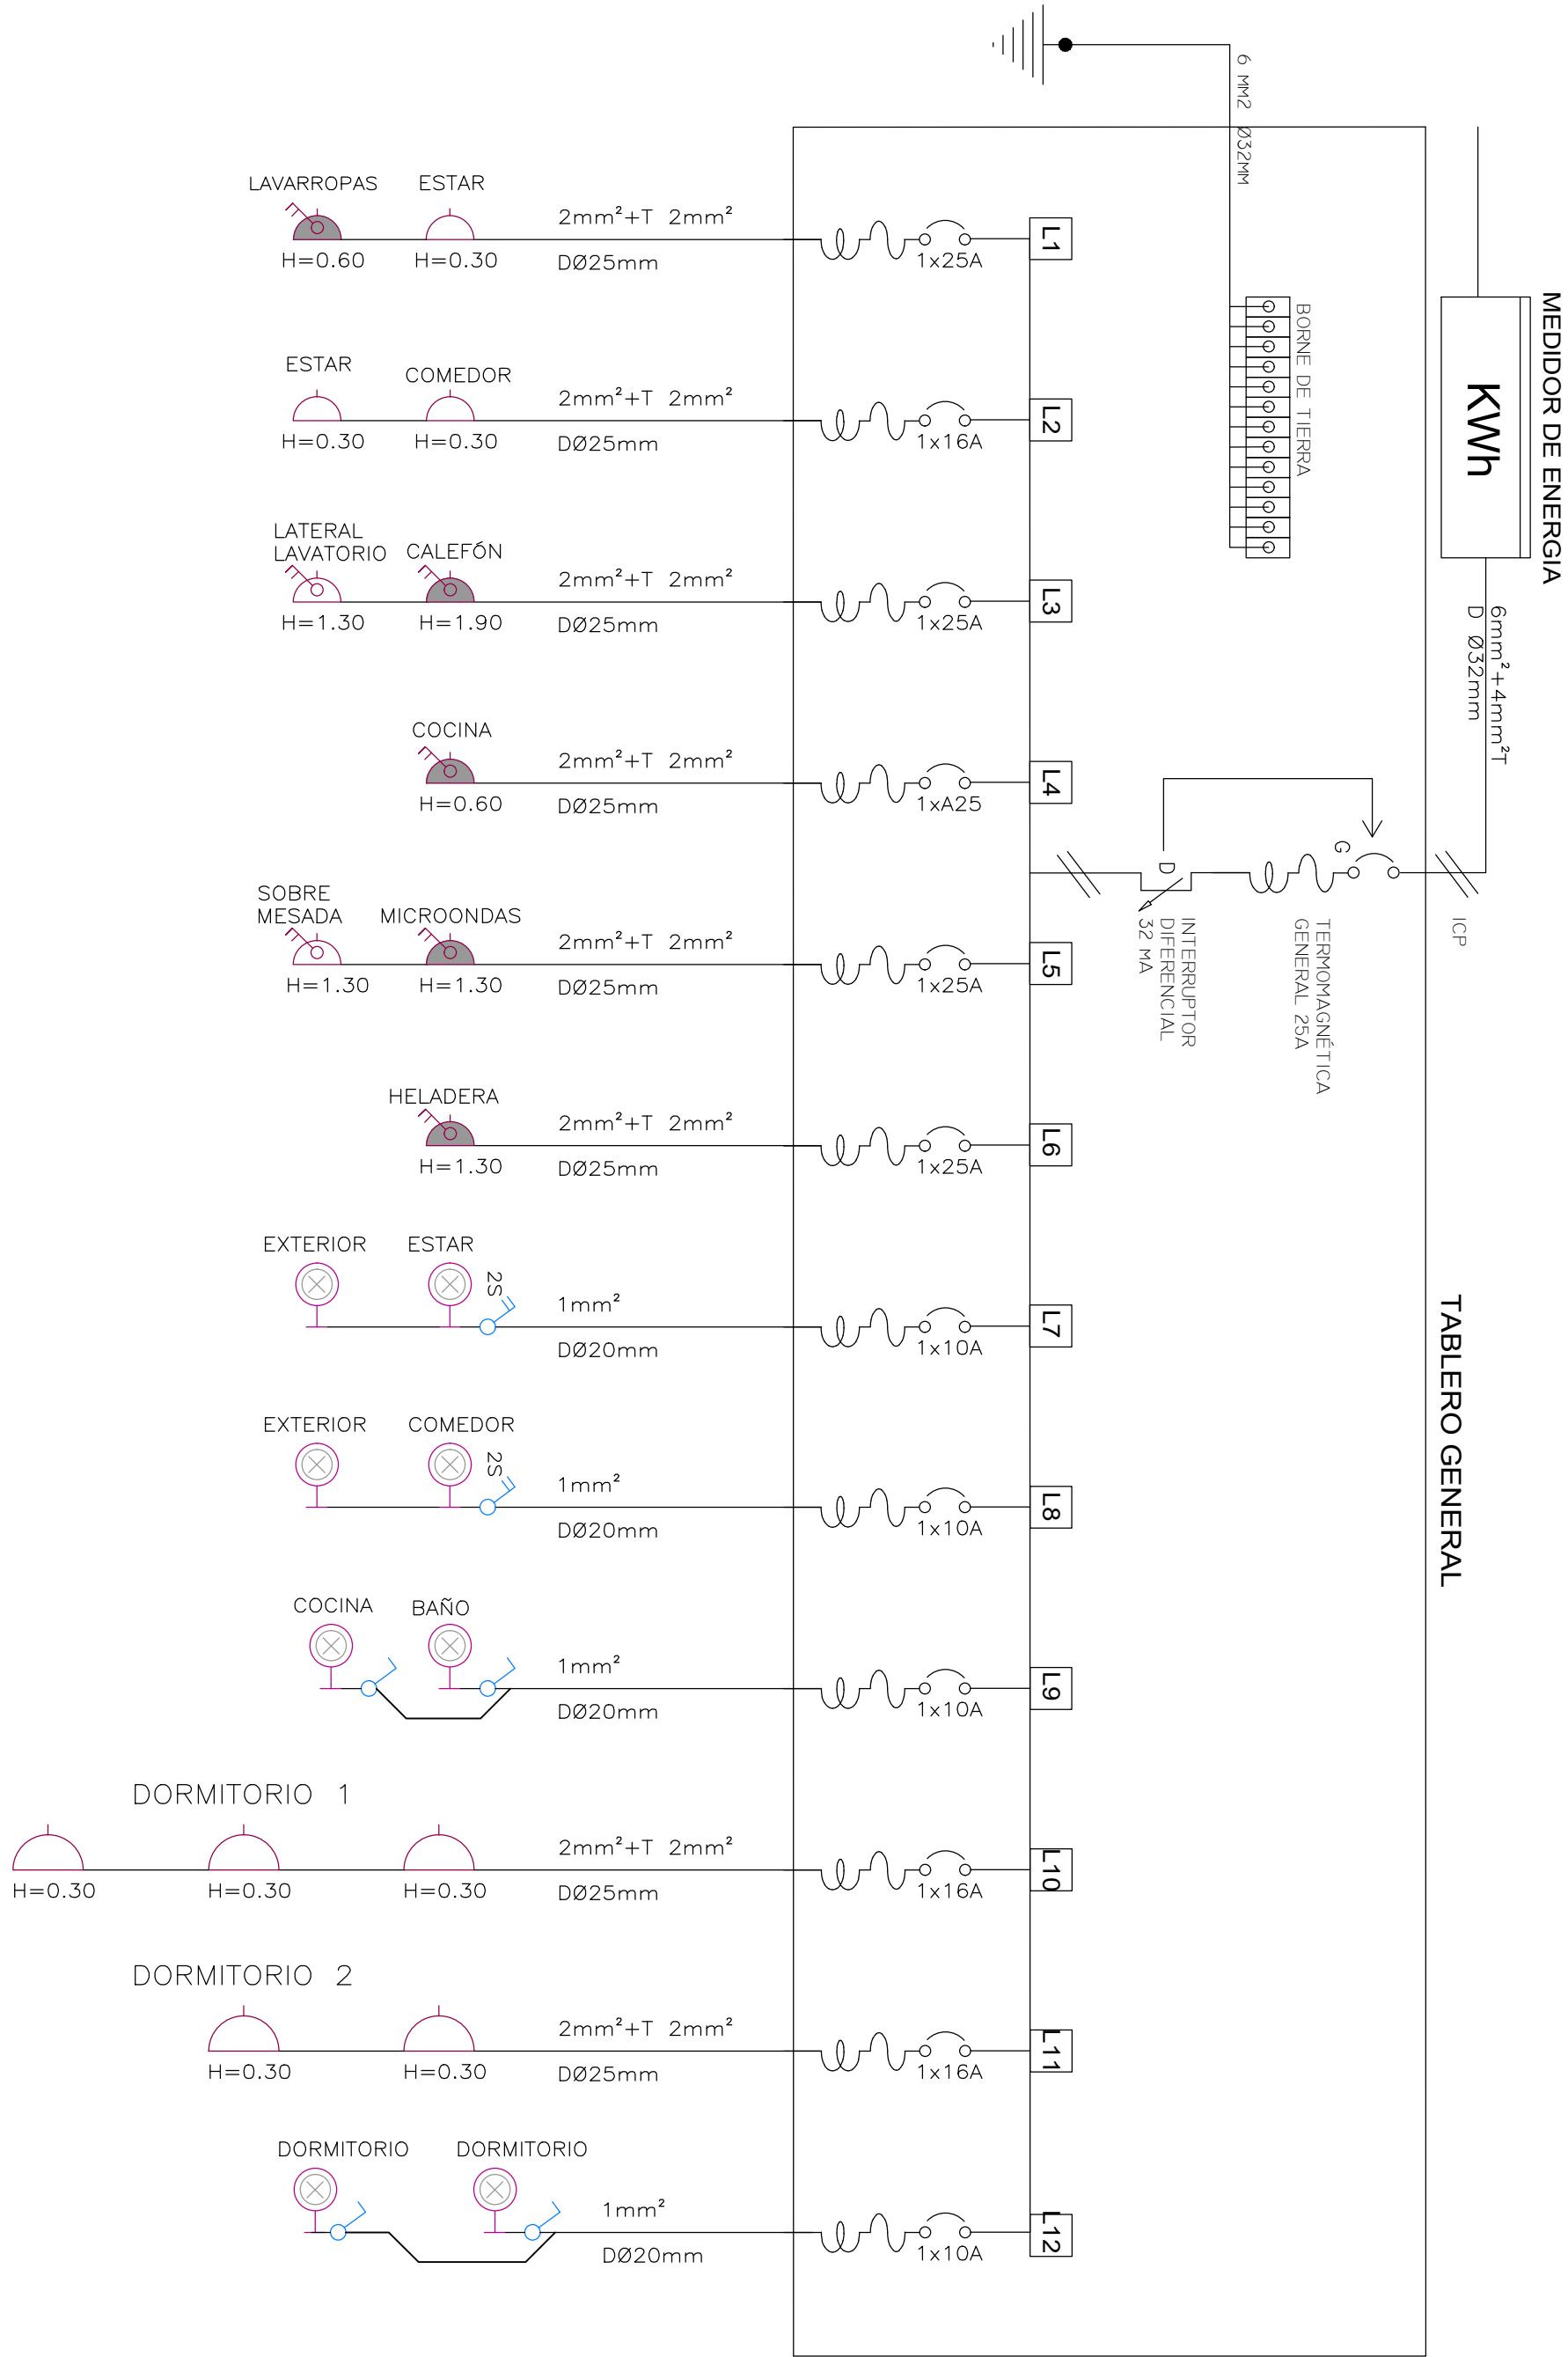 MEDIDOR DE ENERGIA
KWh
6mm²+4mm²T
D Ø32mm
TABLERO GENERAL
ICP
G
TERMOMAGNÉTICA
GENERAL 25A
D
INTERRUPTOR
DIFERENCIAL
32 MA
6 MM2 Ø32MM
BORNE DE TIERRA
LAVARROPAS
ESTAR
2mm²+T 2mm²
L1
H=0.60
H=0.30
DØ25mm
1x25A
ESTAR
COMEDOR
2mm²+T 2mm²
L2
H=0.30
H=0.30
DØ25mm
1x16A
LATERAL
LAVATORIO
CALEFÓN
2mm²+T 2mm²
L3
H=1.30
H=1.90
DØ25mm
1x25A
COCINA
2mm²+T 2mm²
L4
H=0.60
DØ25mm
1xA25
SOBRE
MESADA
MICROONDAS
2mm²+T 2mm²
L5
H=1.30
H=1.30
DØ25mm
1x25A
HELADERA
2mm²+T 2mm²
L6
H=1.30
DØ25mm
1x25A
EXTERIOR
ESTAR
2S
1mm²
L7
DØ20mm
1x10A
EXTERIOR
COMEDOR
2S
1mm²
L8
DØ20mm
1x10A
COCINA
BAÑO
1mm²
L9
DØ20mm
1x10A
DORMITORIO 1
2mm²+T 2mm²
L10
H=0.30
H=0.30
H=0.30
DØ25mm
1x16A
DORMITORIO 2
2mm²+T 2mm²
L11
H=0.30
H=0.30
DØ25mm
1x16A
DORMITORIO
DORMITORIO
1mm²
L12
DØ20mm
1x10A